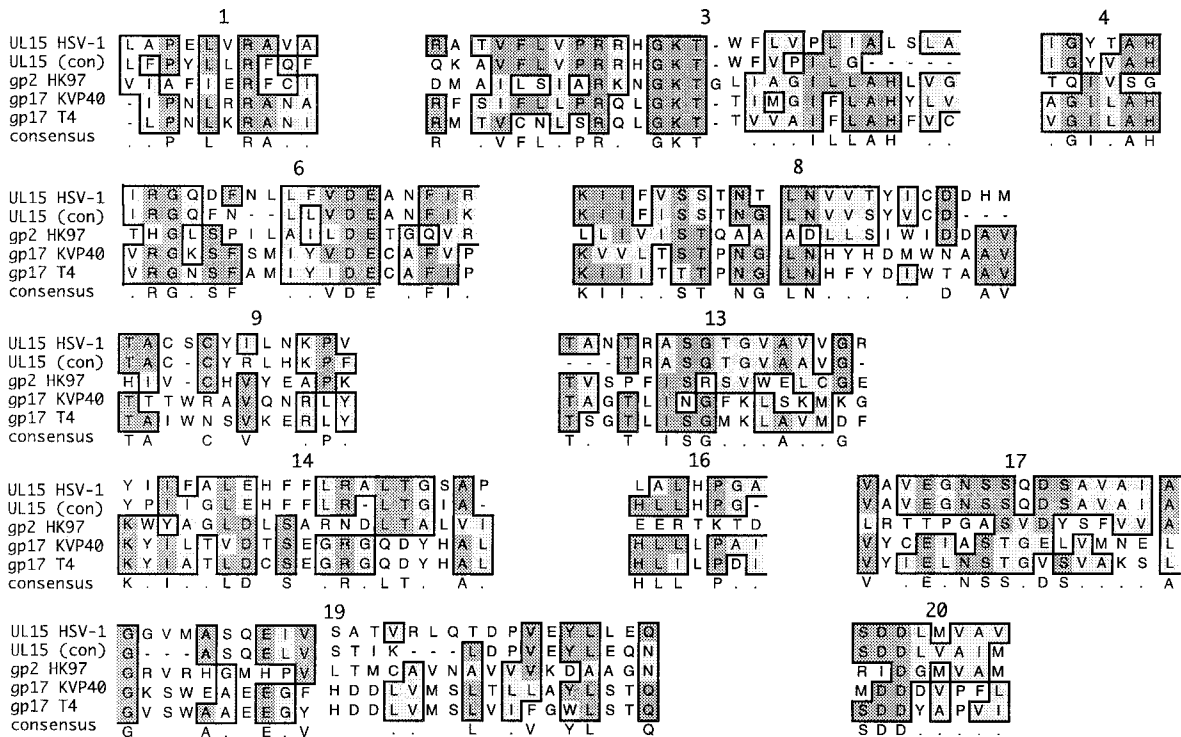 1 3 4
UL15 HSV-1 L A P E L V R A V A R A T V F L V P R R H G K T - W F L V P L I A L S L A I G Y T A H
UL15 (con) L F P Y L L R F Q F Q K A V F L V P R R H G K T - W F V P L G - - - - - I G Y V A H
gp2 HK97 V I A F I E R F C I D M A I L S I A R K N G K T G L I A G I L L A H L V G T Q I V S G
gp17 KVP40 - I P N L R R A N A R F S I F L L P R Q L G K T - T I M G I F L A H Y L V A G I L A H
gp17 T4 - L P N L K R A N I R M T V C N L S R Q L G K T - T V V A I F L A H F V C V G I L A H
consensus . . P . L . R A . . R . . V F L . P R . . G K T . . . . I L L A H . . . . G I . A H
6 8
UL15 HSV-1 I R G Q D F N L L F V D E A N F I R K I I F V S S T N T L N V V T Y I C D D H M
UL15 (con) I R G Q F N - - L L V D E A N F I K K I I F I S S T N G L N V V S Y V C D - - -
gp2 HK97 T H G L S P I L A I L D E T G Q V R L L I V I S T Q A A A D L L S I W I D D A V
gp17 KVP40 V R G K S F S M I Y V D E C A F V P K V V L T S T P N G L N H Y H D M W N A A V
gp17 T4 V R G N S F A M I Y I D E C A F I P K I I I T T T P N G L N H F Y D I W T A A V
consensus . R G . S F . . V D E . F I . K I I . . S T N G L N . . . . D A V
9 13
UL15 HSV-1 T A C S C Y I L N K P V T A N T R A S G T G V A V V G R
UL15 (con) T A C - C Y R L H K P F - - - T R A S G T G V A A V G -
gp2 HK97 H I V - C H V Y E A P K T V S P F I S R S V W E L C G E
gp17 KVP40 T T T W R A V Q N R L Y T A G T L I N G F K L S K M K G
gp17 T4 T A I W N S V K E R L Y T S G T L I S G M K L A V M D F
consensus T A C V . P . T . T I S G . . A . . G
14 16 17
UL15 HSV-1 Y I I F A L E H F F L R A L T G S A P L A L H P G A V A V E G N S S Q D S A V A I A
UL15 (con) Y P I I G L E H F F L R - L T G I A - H L L H P G - V A V E G N S S Q D S A V A I A
gp2 HK97 K W Y A G L D L S A R N D L T A L V I E E R T K T D L R T T P G A S V D Y S F V V A
gp17 KVP40 K Y I L T V D T S E G R G Q D Y H A L H L L L P A I V Y C E I A S T G E L V M N E L
gp17 T4 K Y I A T L D C S E G R G Q D Y H A L H L I L P D I V Y I E L N S T G V S V A K S L
consensus K . I . . L D S . R . L T . A . H L L P . . V . E . N S S . D S . . . . A
19 20
UL15 HSV-1 G G V M A S Q E I V S A T V R L Q T D P V E Y L L E Q S D D L M V A V
UL15 (con) G - - - A S Q E L V S T I K - - - L D P V E Y L E Q N S D D L V A I M
gp2 HK97 G R V R H G M H P V L T M C A V N A V V V K D A A G N R I D G M V A M
gp17 KVP40 G K S W E A E E G F H D D L V M S L T L L A Y L S T Q M D D D V P F L
gp17 T4 G V S W A A E E G Y H D D L V M S L V I F G W L S T Q S D D Y A P V I
consensus G A . E . V . . L . V Y L Q S D D . . . . .